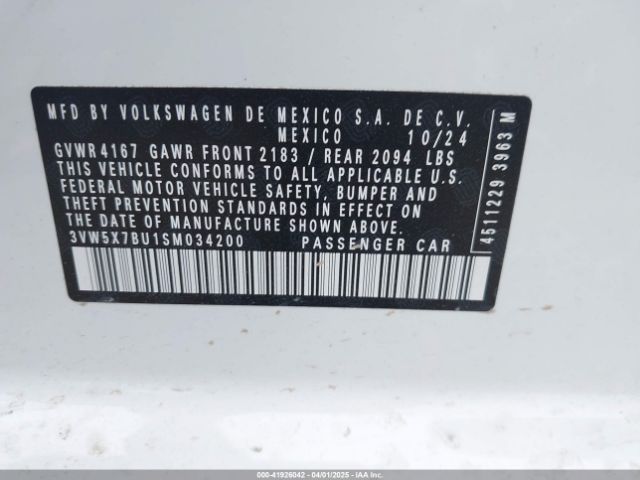 MFD BY VOLKSWAGEN DE MEXICO S.A. DE C.V.
MEXICO 10/24
GVWR 4167 GAWR FRONT 2183 / REAR 2094 LBS
THIS VEHICLE CONFORMS TO ALL APPLICABLE U.S.
FEDERAL MOTOR VEHICLE SAFETY, BUMPER AND
THEFT PREVENTION STANDARDS IN EFFECT ON
THE DATE OF MANUFACTURE SHOWN ABOVE.
3VW5X7BU1SM034200 PASSENGER CAR
4511229 3963 M
000-41926042 - 04/01/2025 - IAAI.COM